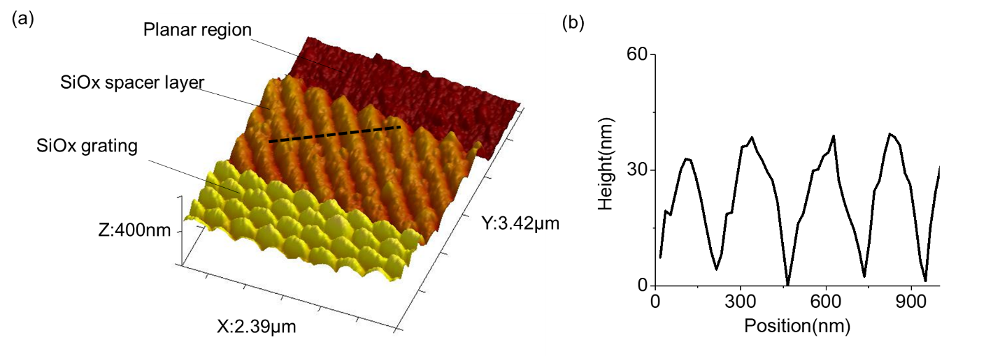 (a)
Planar region
SiOx spacer layer
SiOx grating
Z:400nm
Y:3.42μm
X:2.39μm
(b)
60
30
0
Height(nm)
0 300 600 900
Position(nm)